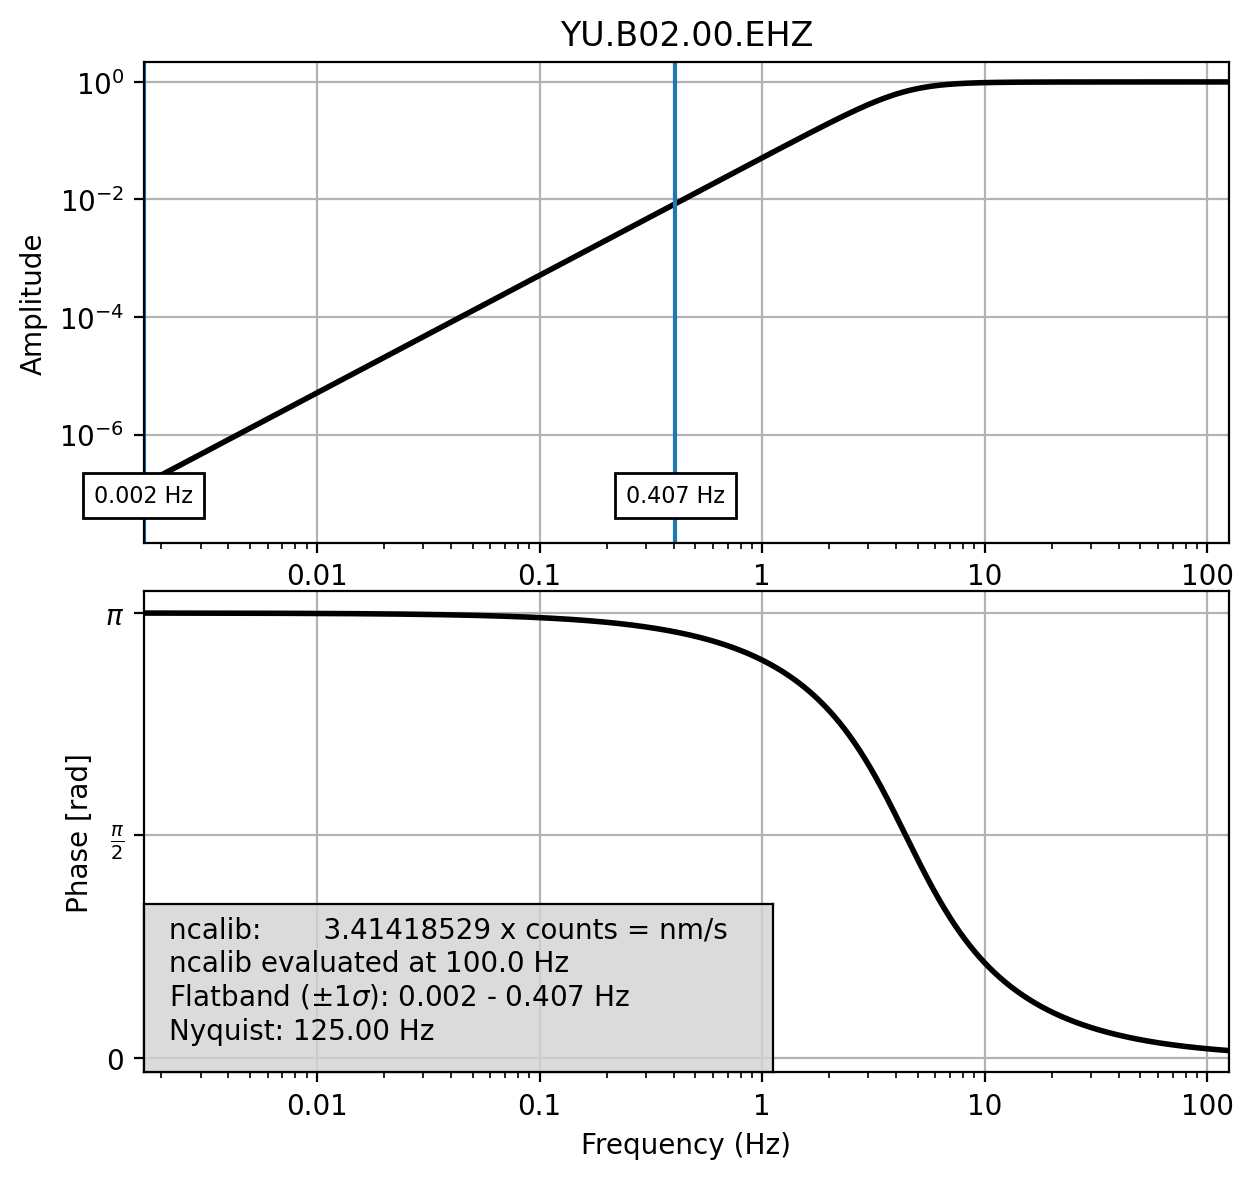 YU.B02.00.EHZ
10⁰
10⁻²
10⁻⁴
10⁻⁶
Amplitude
0.002 Hz
0.407 Hz
0.01
0.1
1
10
100
π
π/2
0
Phase [rad]
ncalib: 3.41418529 x counts = nm/s
ncalib evaluated at 100.0 Hz
Flatband (±1σ): 0.002 - 0.407 Hz
Nyquist: 125.00 Hz
0.01
0.1
1
10
100
Frequency (Hz)